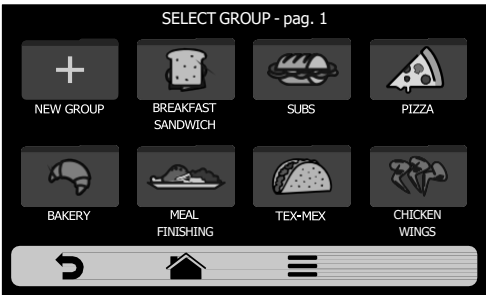 SELECT GROUP - pag. 1
NEW GROUP
BREAKFAST
SANDWICH
SUBS
PIZZA
BAKERY
MEAL
FINISHING
TEX-MEX
CHICKEN
WINGS